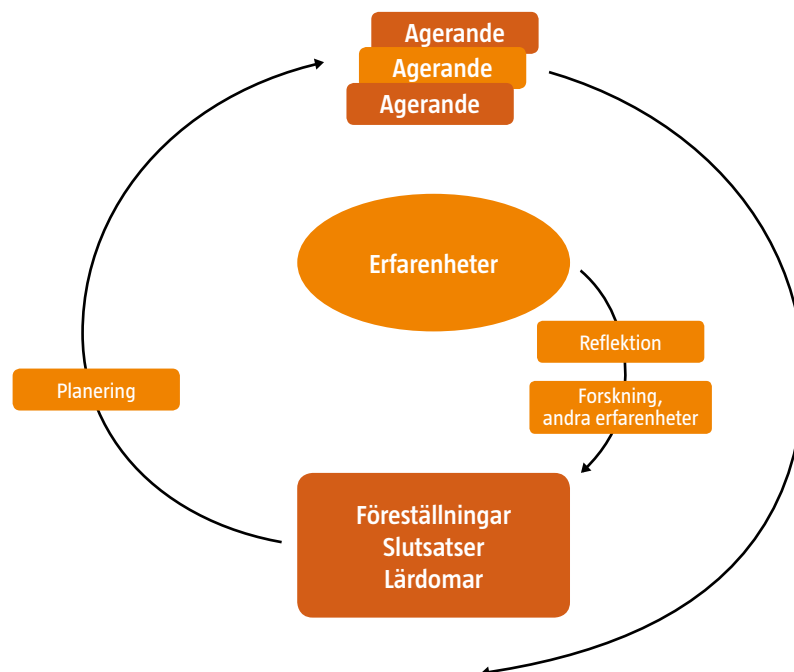 Agerande
Agerande
Agerande
Erfarenheter
Reflektion
Forskning,
andra erfarenheter
Planering
Föreställningar
Slutsatser
Lärdomar